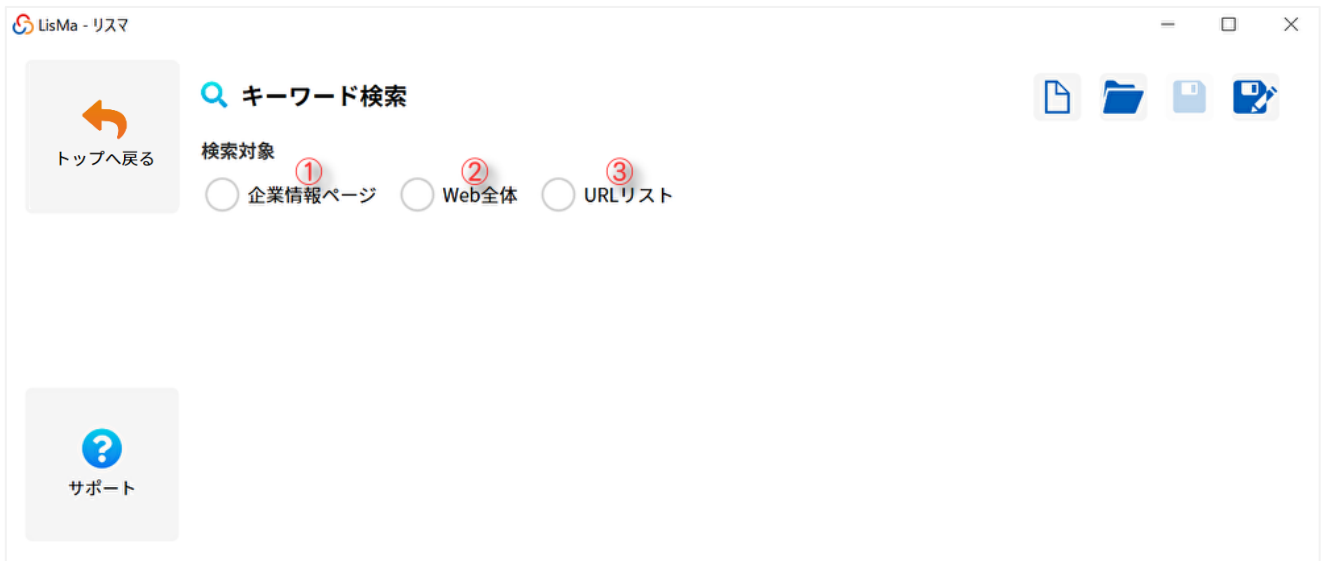 LisMa - リスマ
トップへ戻る
キーワード検索
検索対象
① ② ③
企業情報ページ Web全体 URLリスト
?
サポート